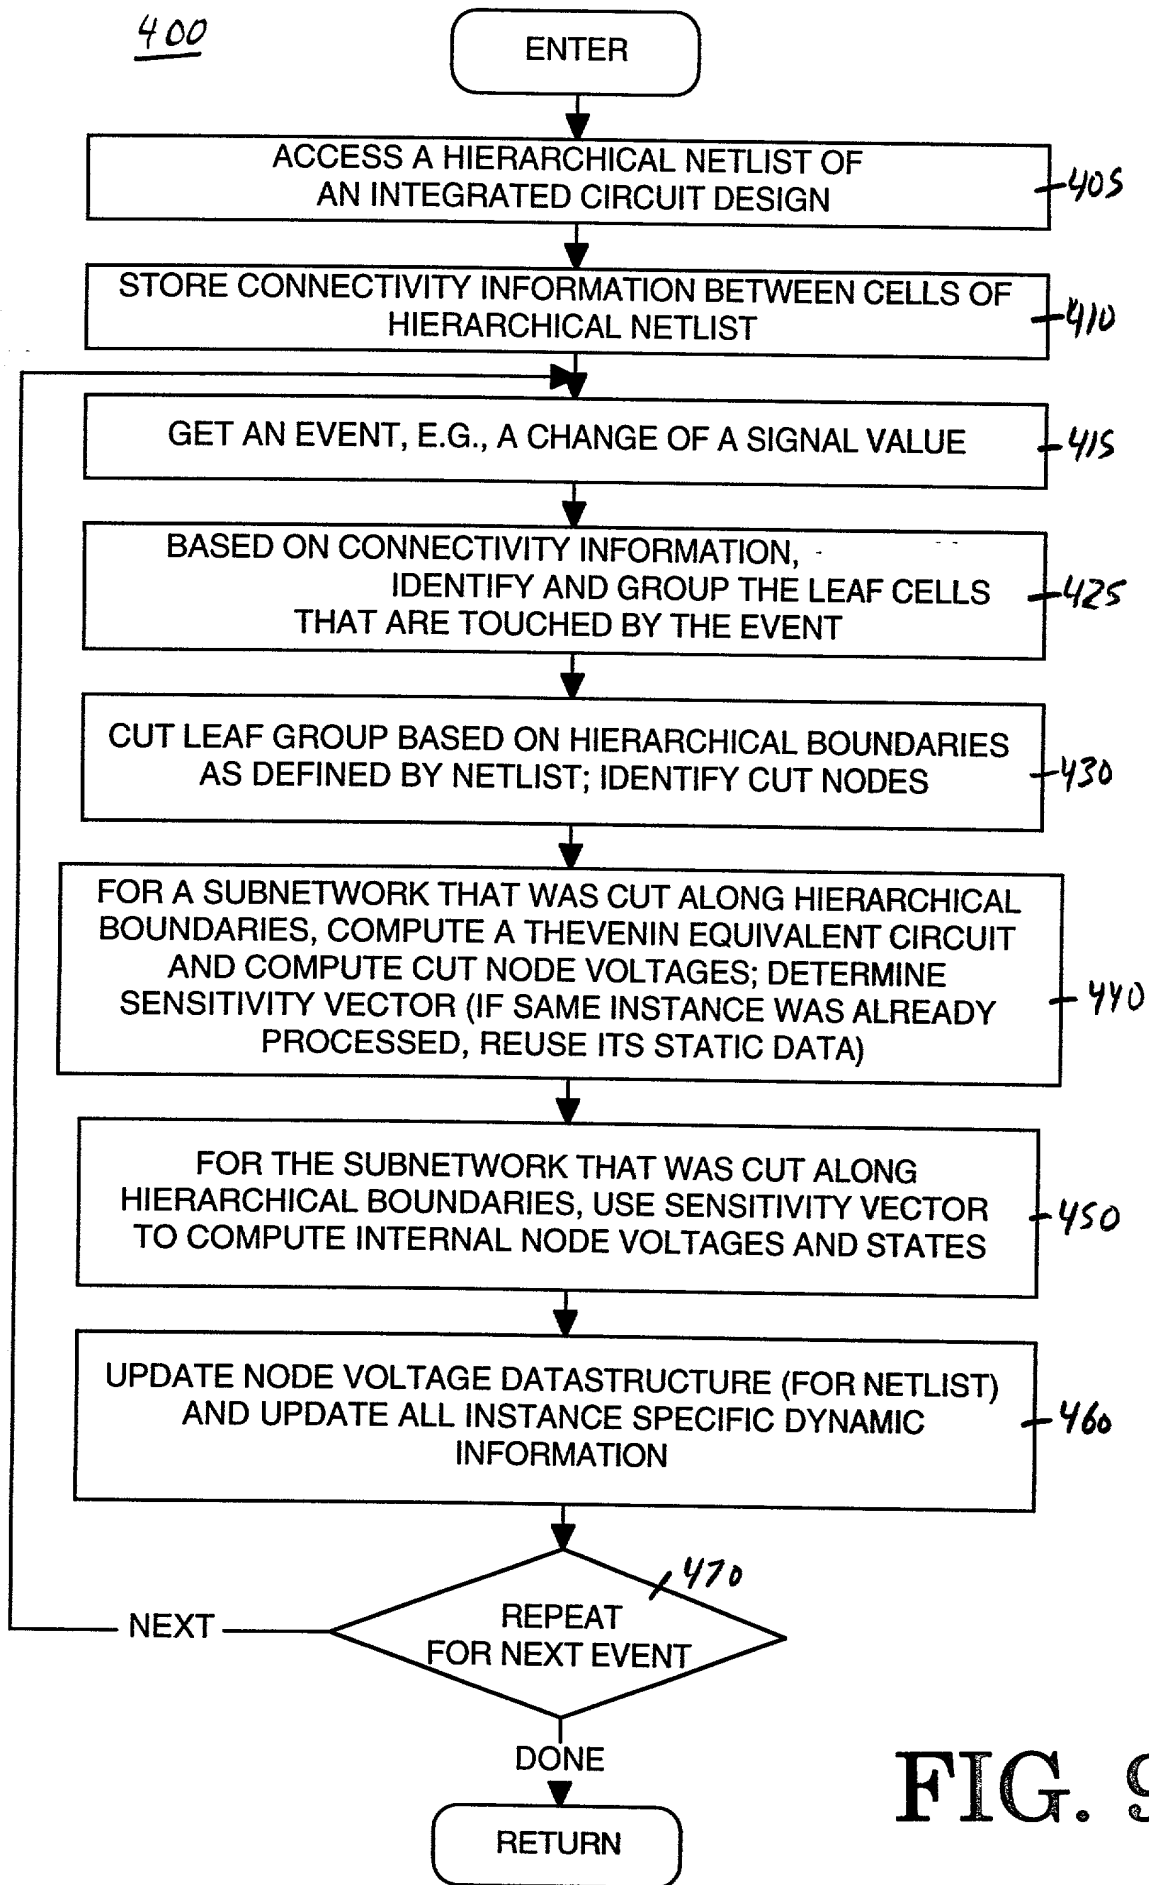 400
ENTER
ACCESS A HIERARCHICAL NETLIST OF
AN INTEGRATED CIRCUIT DESIGN
405
STORE CONNECTIVITY INFORMATION BETWEEN CELLS OF
HIERARCHICAL NETLIST
410
GET AN EVENT, E.G., A CHANGE OF A SIGNAL VALUE
415
BASED ON CONNECTIVITY INFORMATION,
IDENTIFY AND GROUP THE LEAF CELLS
THAT ARE TOUCHED BY THE EVENT
425
CUT LEAF GROUP BASED ON HIERARCHICAL BOUNDARIES
AS DEFINED BY NETLIST; IDENTIFY CUT NODES
430
FOR A SUBNETWORK THAT WAS CUT ALONG HIERARCHICAL
BOUNDARIES, COMPUTE A THEVENIN EQUIVALENT CIRCUIT
AND COMPUTE CUT NODE VOLTAGES; DETERMINE
SENSITIVITY VECTOR (IF SAME INSTANCE WAS ALREADY
PROCESSED, REUSE ITS STATIC DATA)
440
FOR THE SUBNETWORK THAT WAS CUT ALONG
HIERARCHICAL BOUNDARIES, USE SENSITIVITY VECTOR
TO COMPUTE INTERNAL NODE VOLTAGES AND STATES
450
UPDATE NODE VOLTAGE DATASTRUCTURE (FOR NETLIST)
AND UPDATE ALL INSTANCE SPECIFIC DYNAMIC
INFORMATION
460
470
REPEAT
FOR NEXT EVENT
NEXT
DONE
RETURN
FIG. 9